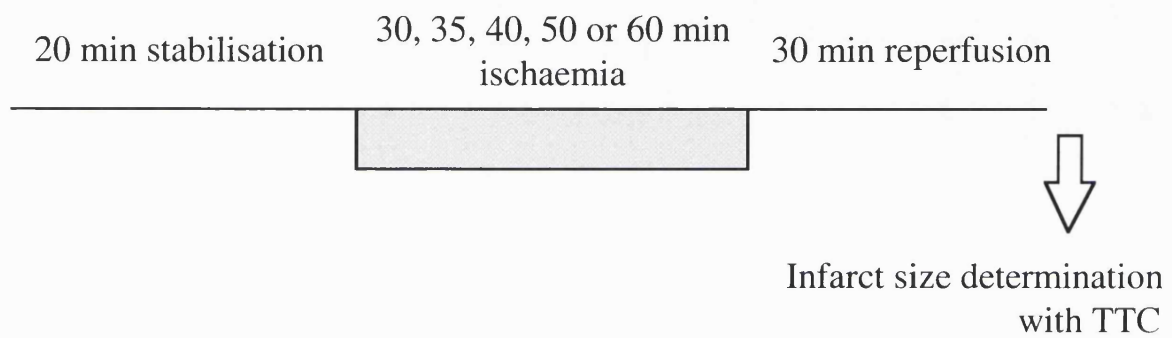 20 min stabilisation
30, 35, 40, 50 or 60 min
ischaemia
30 min reperfusion
Infarct size determination
with TTC